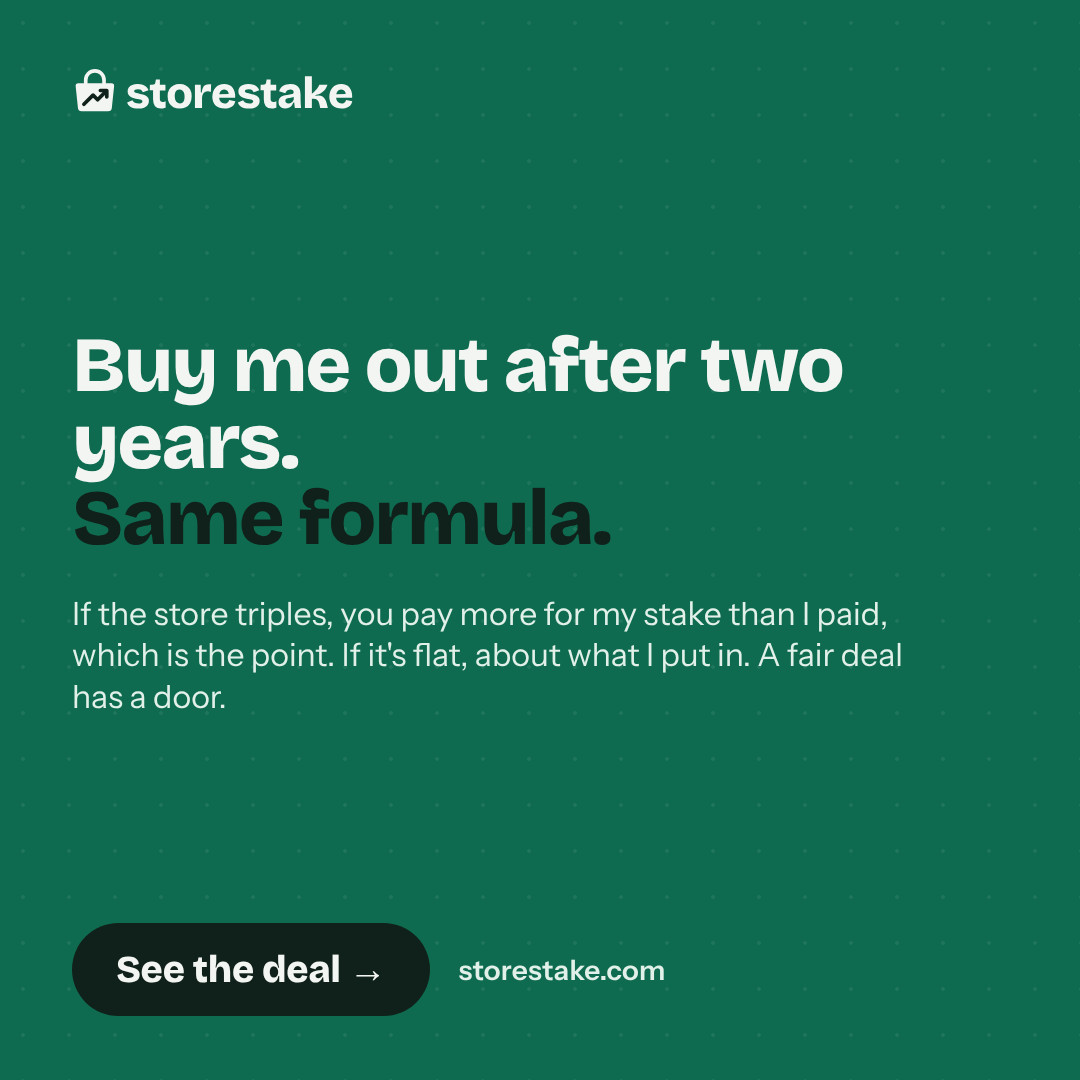 storestake
Buy me out after two
years.
Same formula.
If the store triples, you pay more for my stake than I paid,
which is the point. If it's flat, about what I put in. A fair deal
has a door.
See the deal →
storestake.com